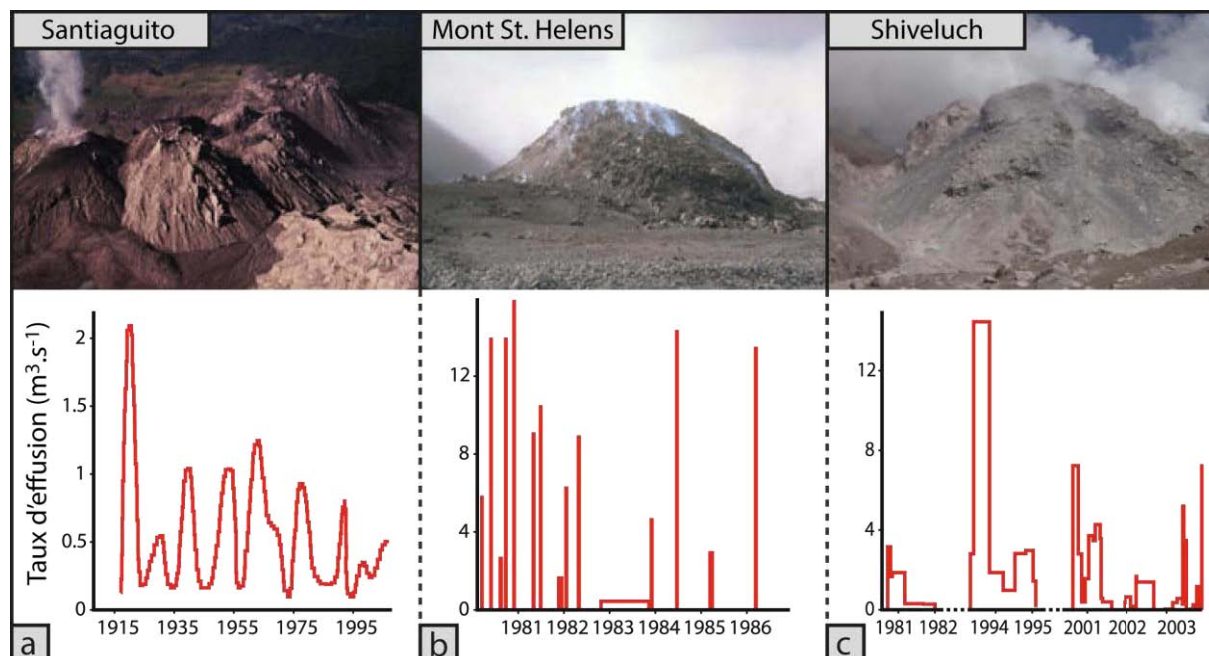 Santiaguito
Mont St. Helens
Shiveluch
Taux d'effusion (m³.s⁻¹)
2
1.5
1
0.5
0
1915 1935 1955 1975 1995
a
12
8
4
0
1981 1982 1983 1984 1985 1986
b
12
8
4
0
1981 1982 1994 1995 2001 2002 2003
c